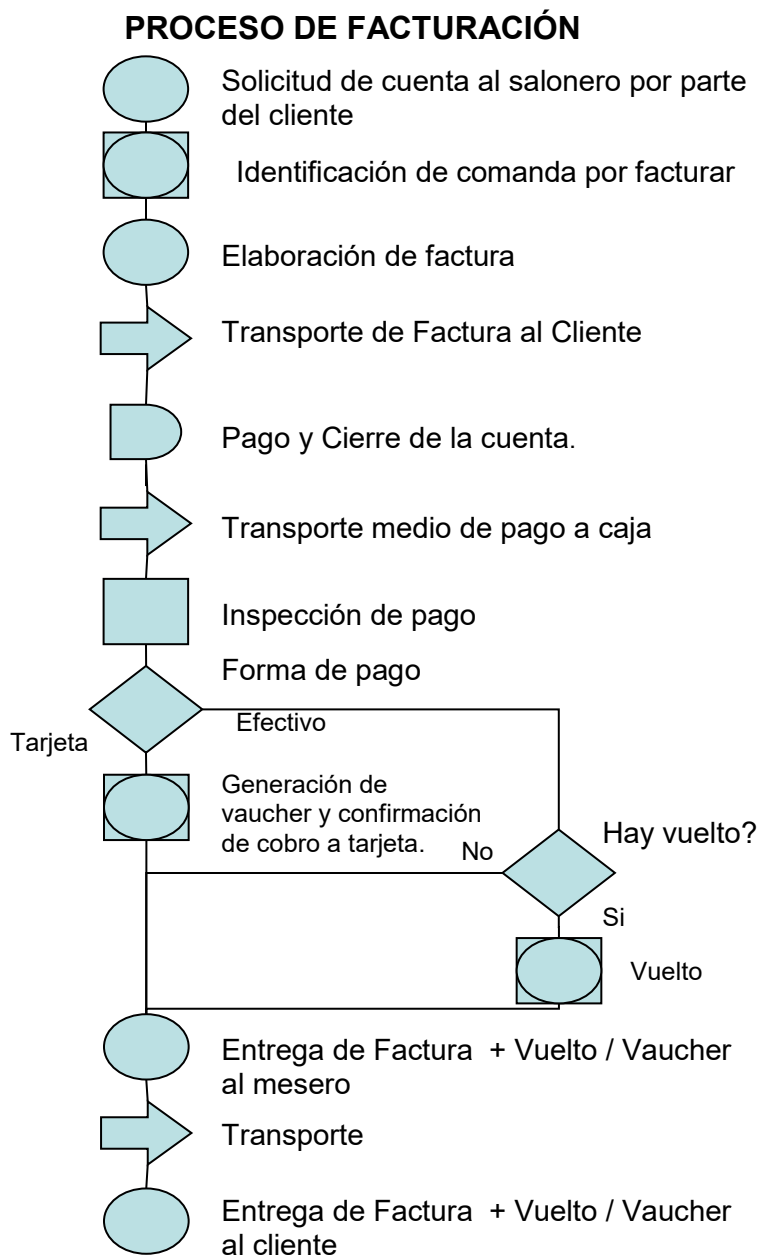 PROCESO DE FACTURACIÓN
Solicitud de cuenta al salonero por parte
del cliente
Identificación de comanda por facturar
Elaboración de factura
Transporte de Factura al Cliente
Pago y Cierre de la cuenta.
Transporte medio de pago a caja
Inspección de pago
Forma de pago
Efectivo
Tarjeta
Generación de
vaucher y confirmación
de cobro a tarjeta.
No
Hay vuelto?
Si
Vuelto
Entrega de Factura + Vuelto / Vaucher
al mesero
Transporte
Entrega de Factura + Vuelto / Vaucher
al cliente